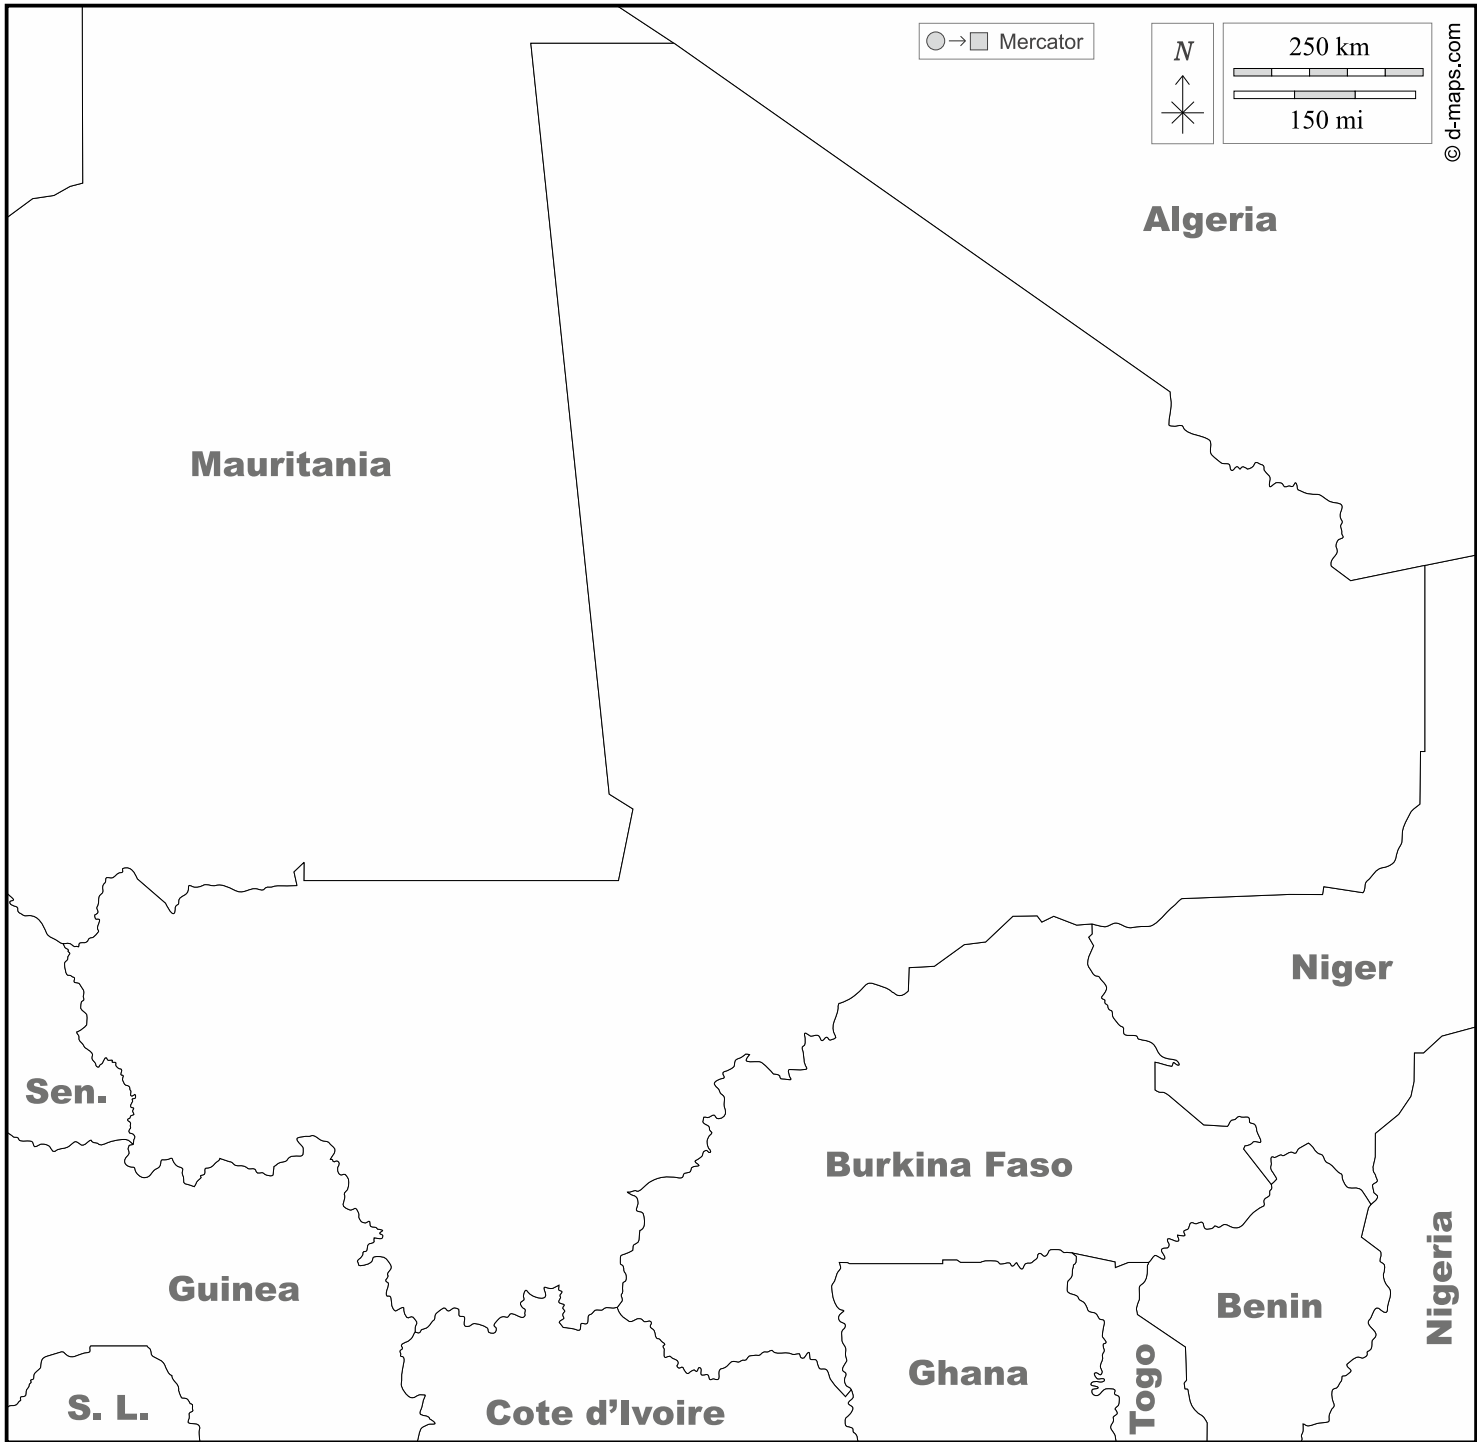 Mercator
N
250 km
150 mi
© d-maps.com
Algeria
Mauritania
Niger
Sen.
Burkina Faso
Guinea
Benin
Nigeria
Ghana
Togo
S. L.
Cote d’Ivoire